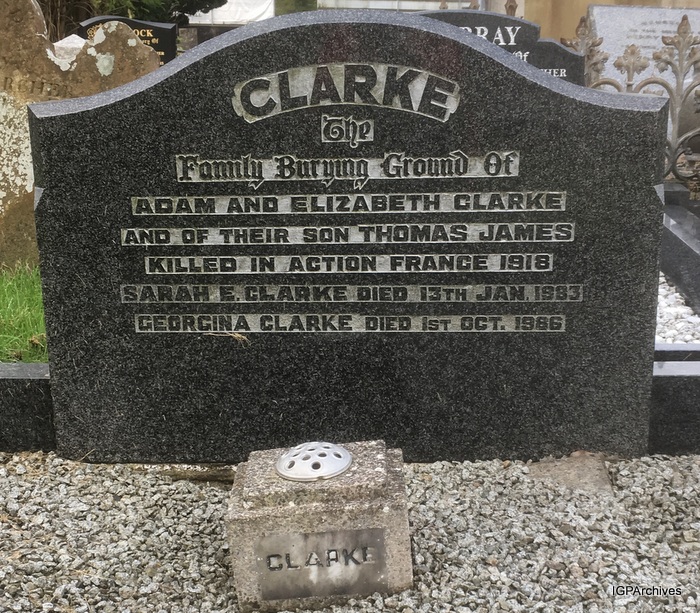 CLARKE
The
Family Burying Ground Of
ADAM AND ELIZABETH CLARKE
AND OF THEIR SON THOMAS JAMES
KILLED IN ACTION FRANCE 1918
SARAH E. CLARKE DIED 13TH JAN. 1983
GEORGINA CLARKE DIED 1ST OCT. 1986
CLARKE
IGPArchives